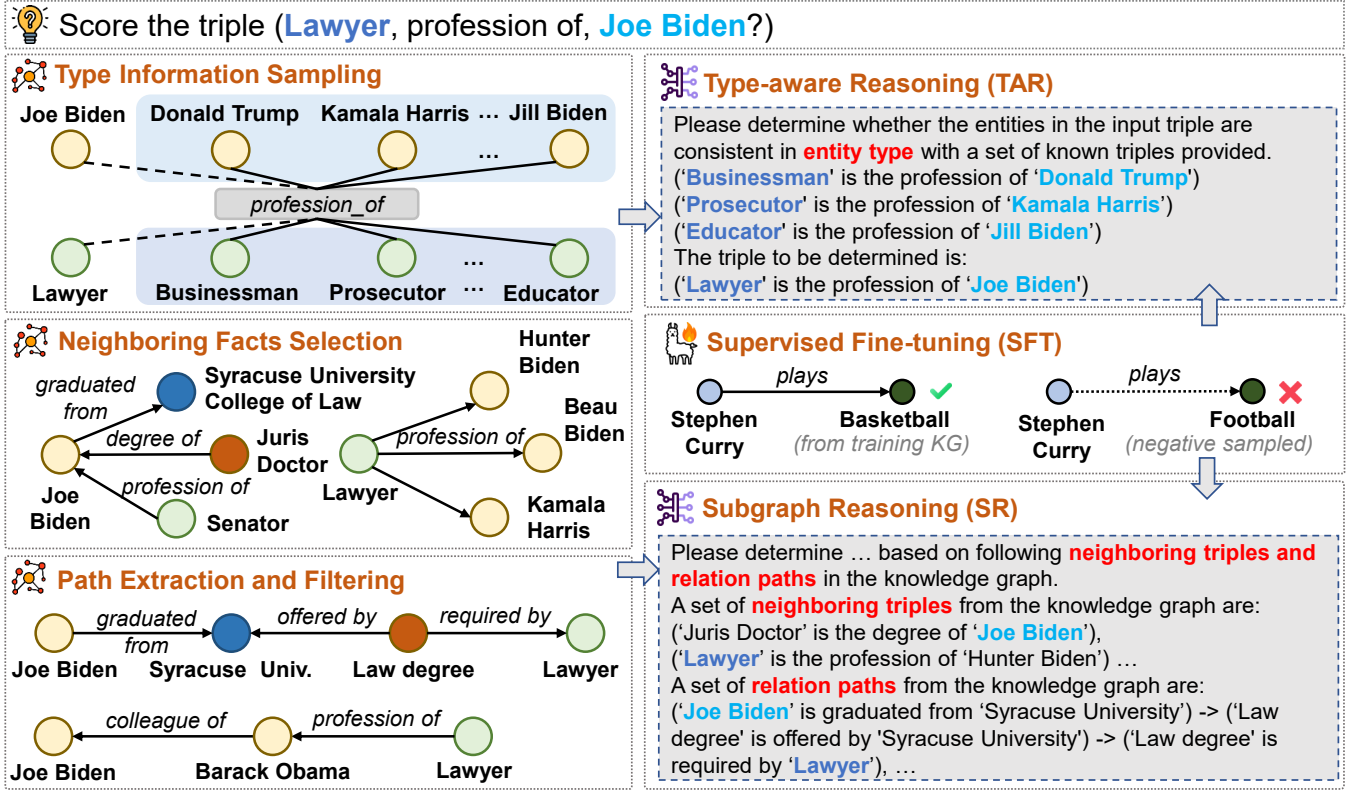 Score the triple (Lawyer, profession of, Joe Biden?)
Type Information Sampling
Joe Biden
Donald Trump
Kamala Harris
... Jill Biden
...
profession_of
...
...
Lawyer
Businessman
Prosecutor
Educator
Neighboring Facts Selection
graduated
from
Syracuse University
College of Law
degree of
Juris
Doctor
Joe
Biden
profession of
Senator
Hunter
Biden
Beau
Biden
profession of
Lawyer
Kamala
Harris
Path Extraction and Filtering
graduated
from
offered by
required by
Joe Biden
Syracuse Univ.
Law degree
Lawyer
colleague of
profession of
Joe Biden
Barack Obama
Lawyer
Type-aware Reasoning (TAR)
Please determine whether the entities in the input triple are
consistent in entity type with a set of known triples provided.
(‘Businessman' is the profession of ‘Donald Trump')
(‘Prosecutor' is the profession of ‘Kamala Harris’)
(‘Educator' is the profession of ‘Jill Biden’)
The triple to be determined is:
(‘Lawyer' is the profession of ‘Joe Biden')
Supervised Fine-tuning (SFT)
plays
Stephen
Curry
Basketball
(from training KG)
plays
Stephen
Curry
Football
(negative sampled)
Subgraph Reasoning (SR)
Please determine … based on following neighboring triples and
relation paths in the knowledge graph.
A set of neighboring triples from the knowledge graph are:
(‘Juris Doctor’ is the degree of ‘Joe Biden’),
(‘Lawyer’ is the profession of ‘Hunter Biden’) …
A set of relation paths from the knowledge graph are:
(‘Joe Biden’ is graduated from ‘Syracuse University’) -> (‘Law
degree' is offered by 'Syracuse University') -> (‘Law degree' is
required by ‘Lawyer’), …